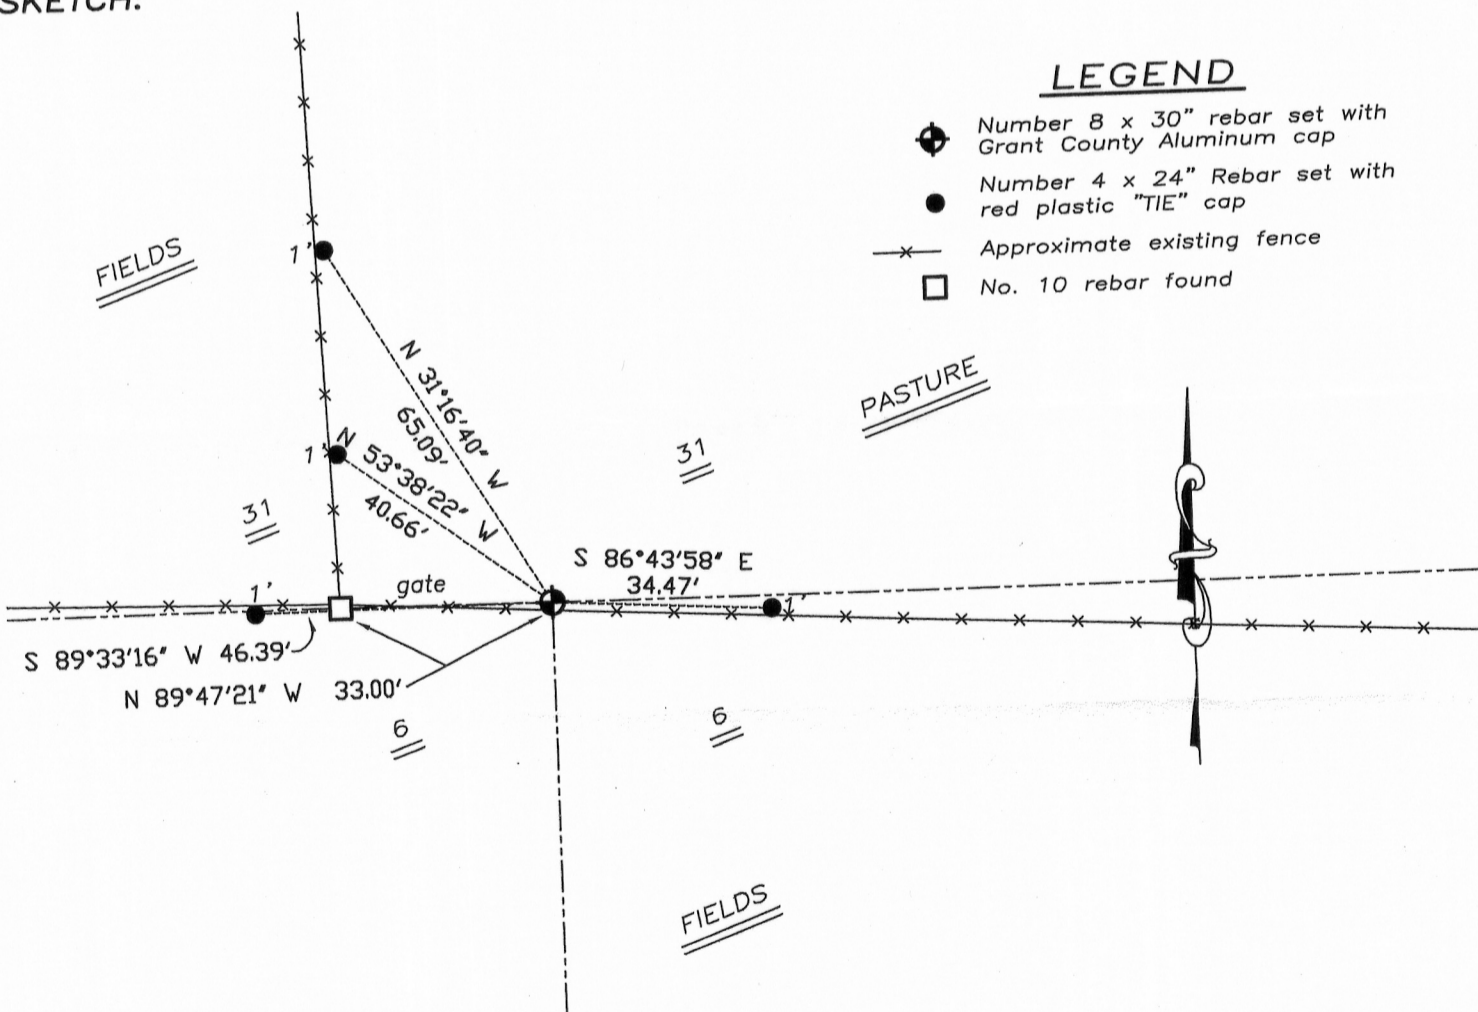 SKETCH:
LEGEND
Number 8 x 30" rebar set with
Grant County Aluminum cap
Number 4 x 24" Rebar set with
red plastic "TIE" cap
Approximate existing fence
No. 10 rebar found
FIELDS
1'
N 31°16'40" W
65.09'
PASTURE
1'
N 53°38'22" W
40.66'
31
31
S 86°43'58" E
34.47'
1'
gate
1'
S 89°33'16" W 46.39'
N 89°47'21" W 33.00'
6
6
FIELDS